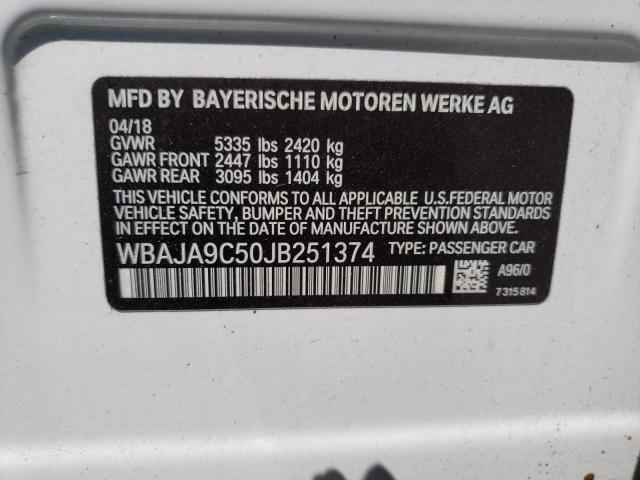 MFD BY BAYERISCHE MOTOREN WERKE AG
04/18
GVWR 5335 lbs 2420 kg
GAWR FRONT 2447 lbs 1110 kg
GAWR REAR 3095 lbs 1404 kg
THIS VEHICLE CONFORMS TO ALL APPLICABLE U.S.FEDERAL MOTOR
VEHICLE SAFETY, BUMPER AND THEFT PREVENTION STANDARDS
IN EFFECT ON THE DATE OF MANUFACTURE SHOWN ABOVE.
WBAJA9C50JB251374 TYPE: PASSENGER CAR
A96/0
7315814